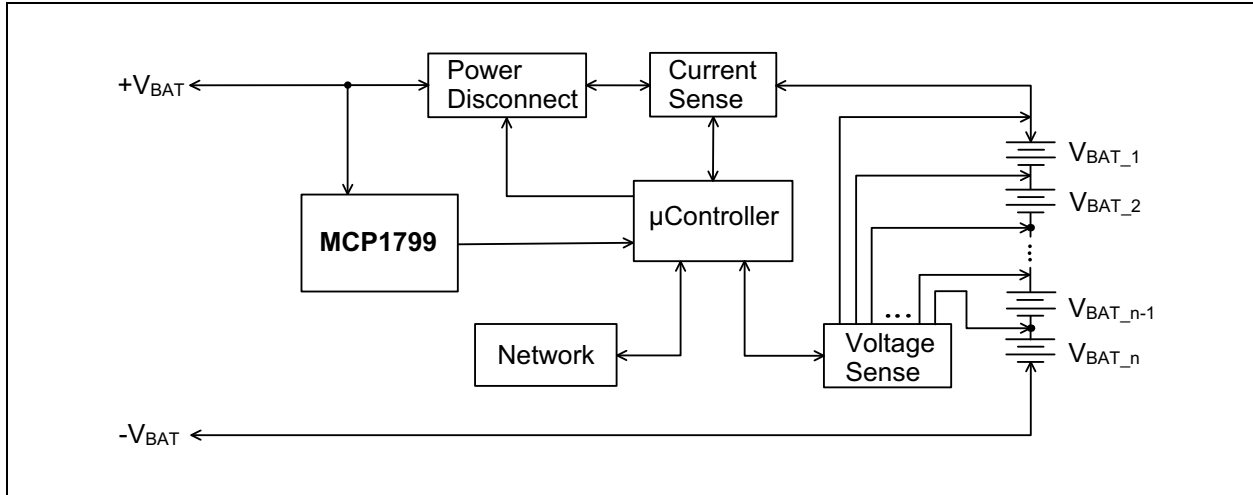 +VBAT
Power
Disconnect
Current
Sense
VBAT_1
VBAT_2
MCP1799
µController
VBAT_n-1
Network
Voltage
Sense
VBAT_n
-VBAT